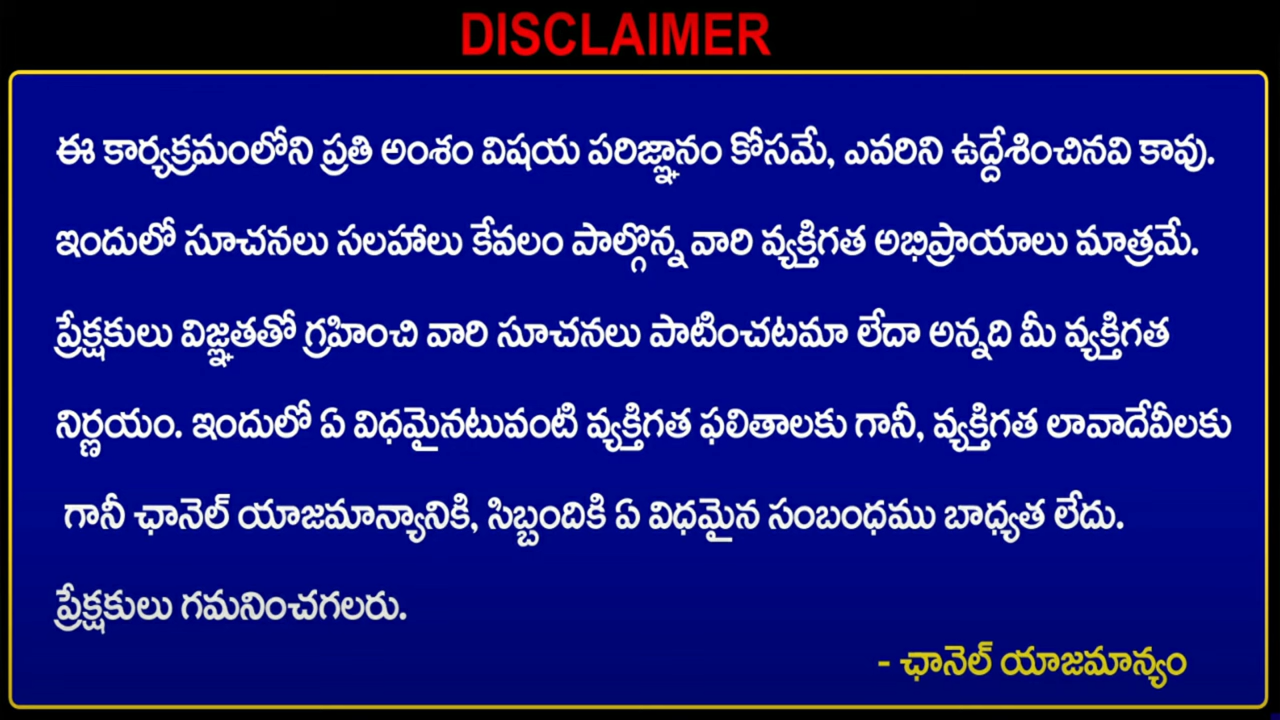 DISCLAIMER
ఈ కార్యక్రమంలోని ప్రతి అంశం విషయ పరిజ్ఞానం కోసమే, ఎవరిని ఉద్దేశించినవి కావు.
ఇందులో సూచనలు సలహాలు కేవలం పాల్గొన్న వారి వ్యక్తిగత అభిప్రాయాలు మాత్రమే.
ప్రేక్షకులు విజ్ఞతతో గ్రహించి వారి సూచనలు పాటించటమా లేదా అన్నది మీ వ్యక్తిగత
నిర్ణయం. ఇందులో ఏ విధమైనటువంటి వ్యక్తిగత ఫలితాలకు గానీ, వ్యక్తిగత లావాదేవీలకు
గానీ ఛానెల్ యాజమాన్యానికి, సిబ్బందికి ఏ విధమైన సంబంధము బాధ్యత లేదు.
ప్రేక్షకులు గమనించగలరు.
- ఛానెల్ యాజమాన్యం